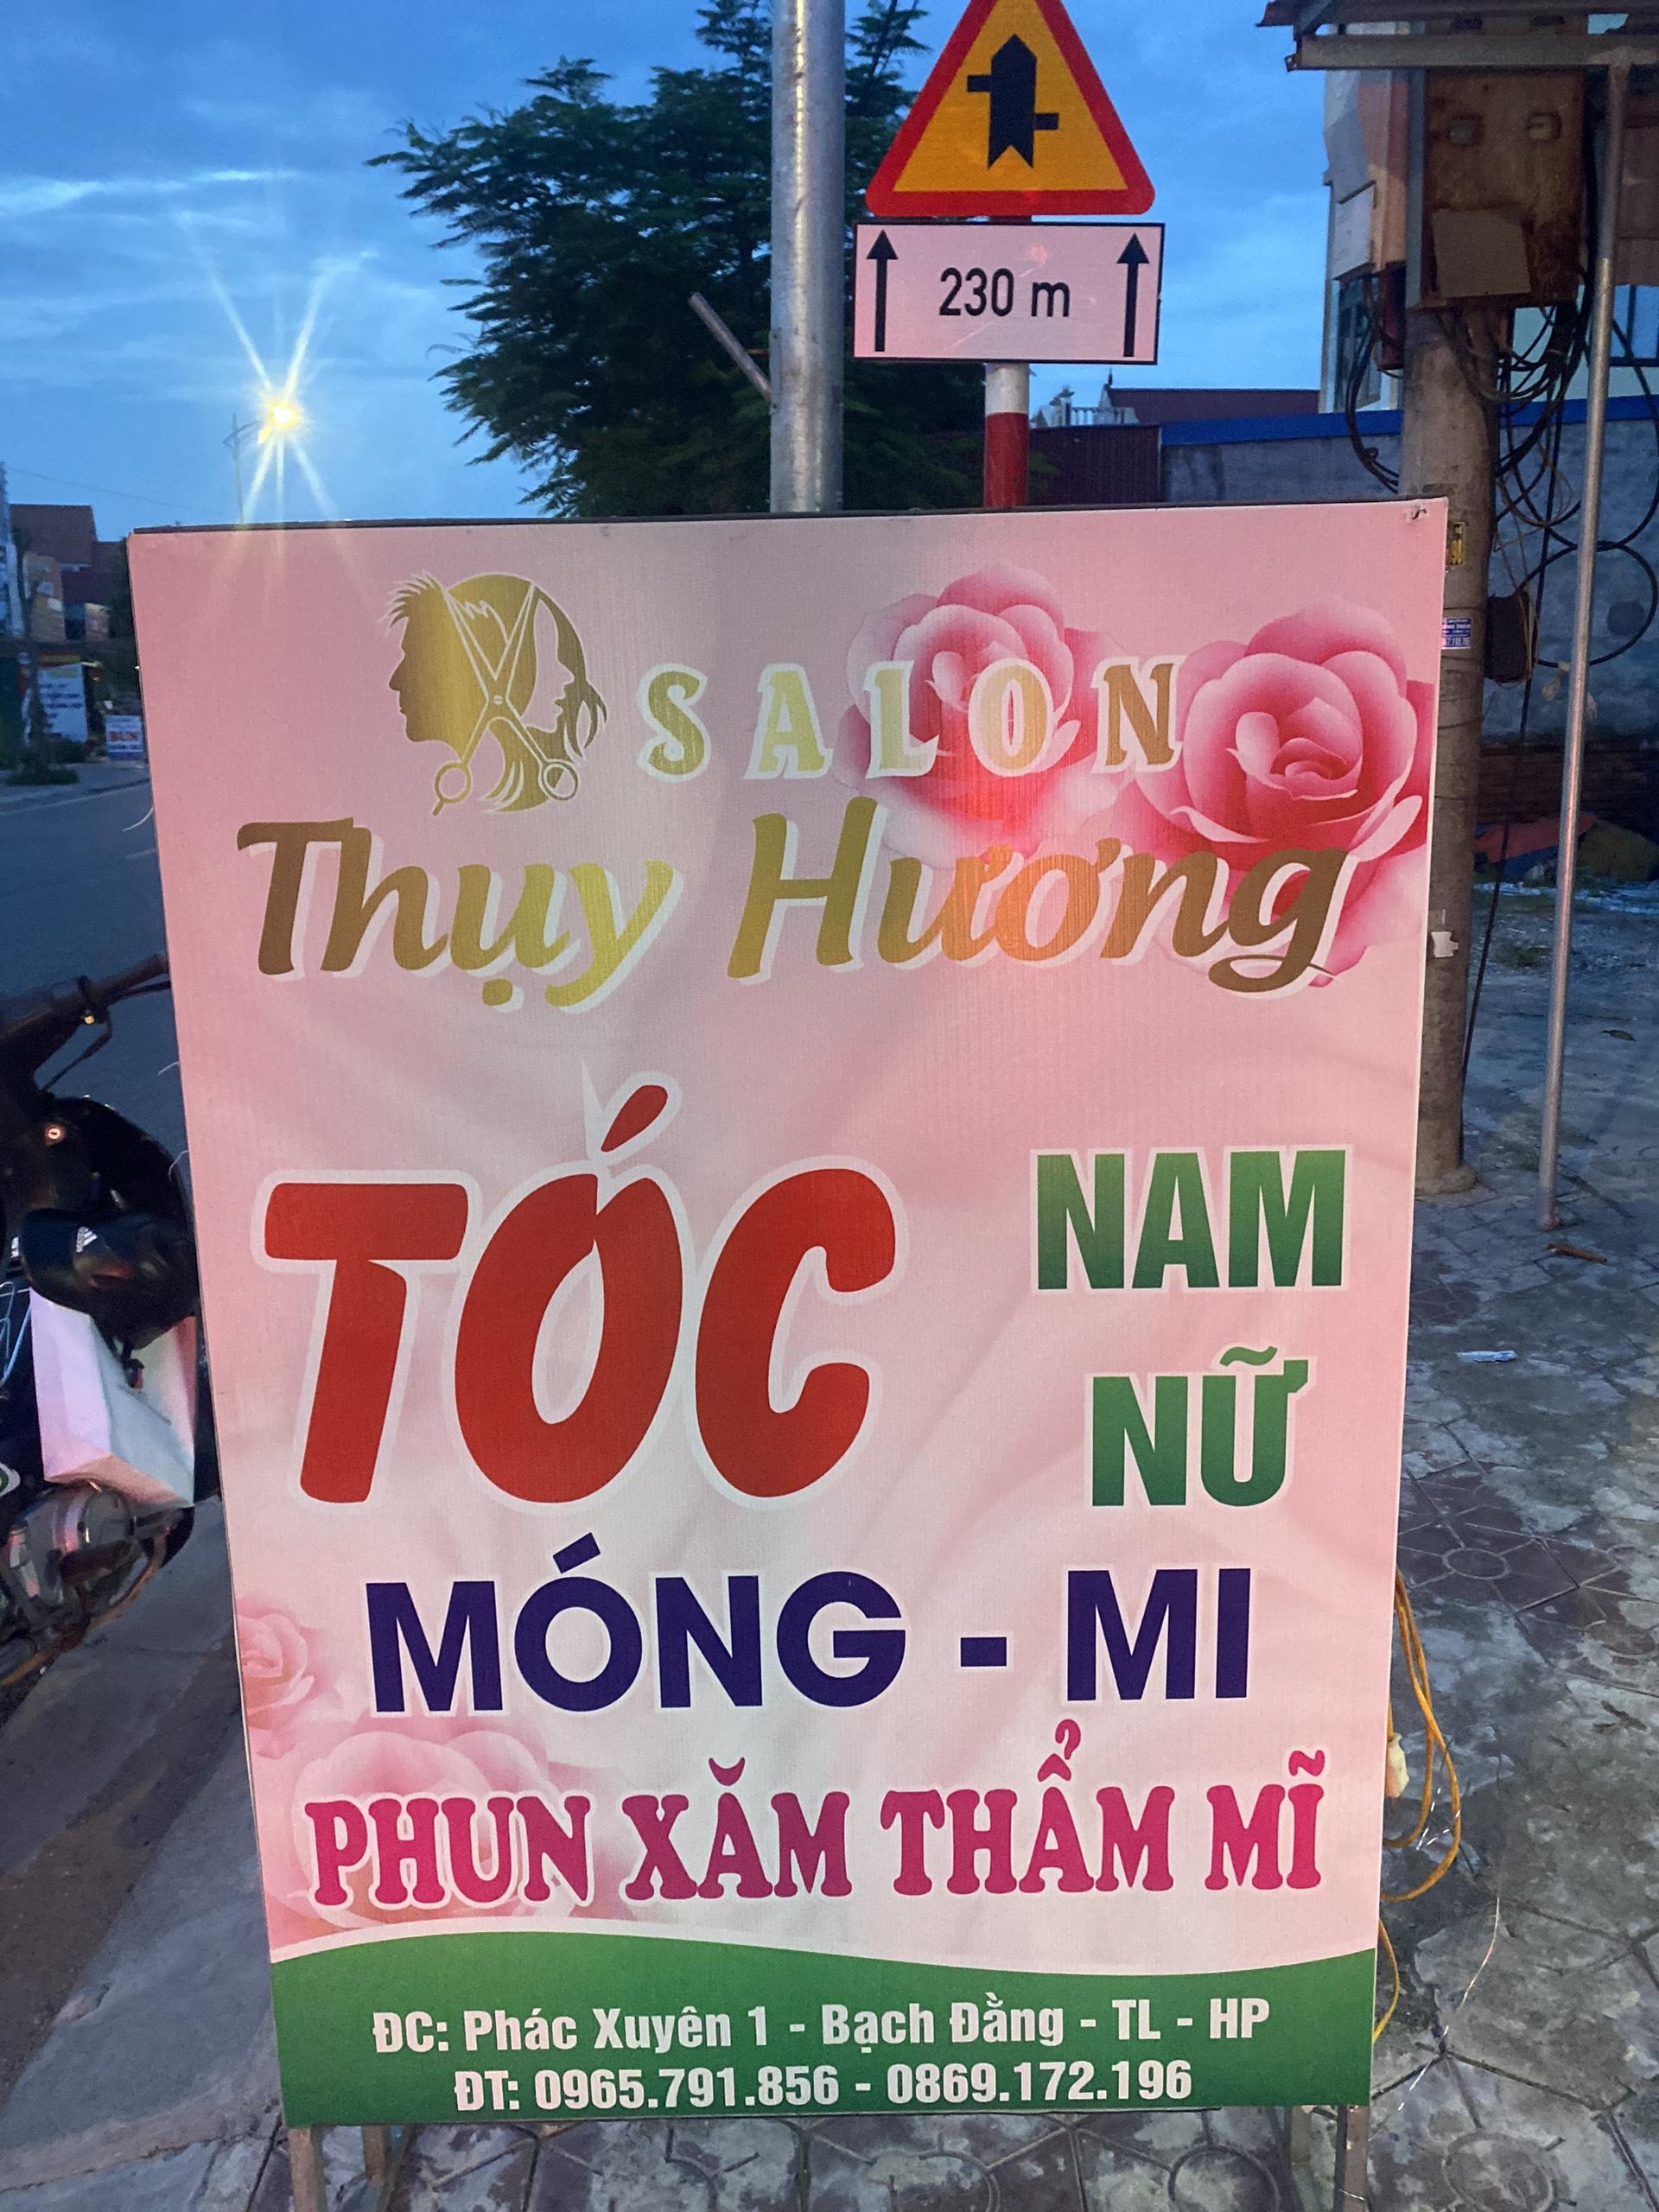 230 m
SALON
Thụy Hương
TÓC
NAM
NỮ
MÓNG - MI
PHUN XĂM THẨM MĨ
ĐC: Phác Xuyên 1 - Bạch Đằng - TL - HP
ĐT: 0965.791.856 - 0869.172.196
BUN